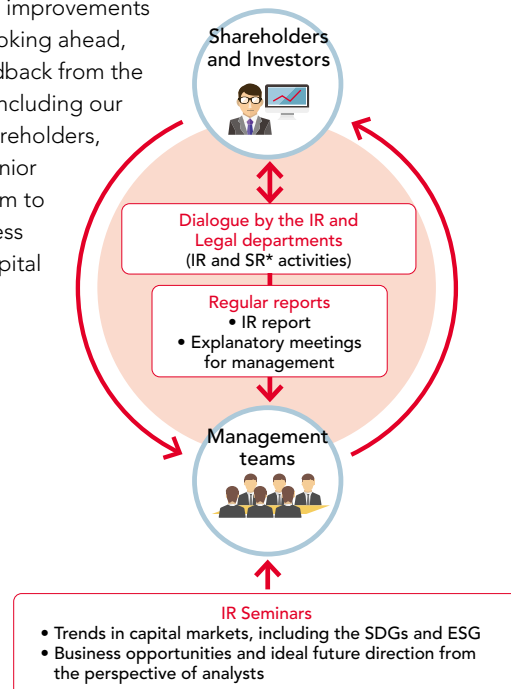 improvements
oking ahead,
dback from the
ncluding our
reholders,
nior
m to
ess
pital
Shareholders
and Investors
Dialogue by the IR and
Legal departments
(IR and SR* activities)
Regular reports
• IR report
• Explanatory meetings
for management
Management
teams
IR Seminars
• Trends in capital markets, including the SDGs and ESG
• Business opportunities and ideal future direction from
the perspective of analysts